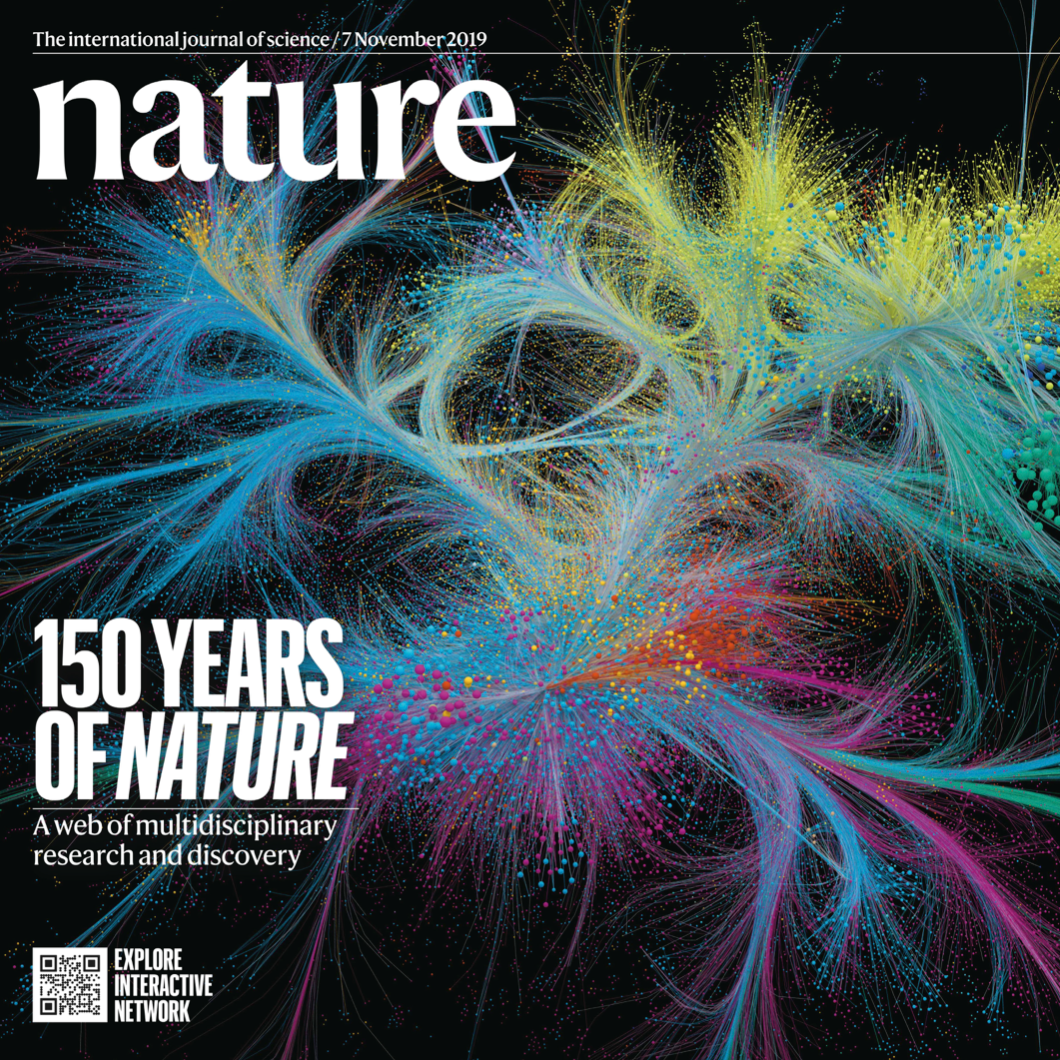 The international journal of science / 7 November 2019
nature
150 YEARS
OF NATURE
A web of multidisciplinary
research and discovery
EXPLORE
INTERACTIVE
NETWORK